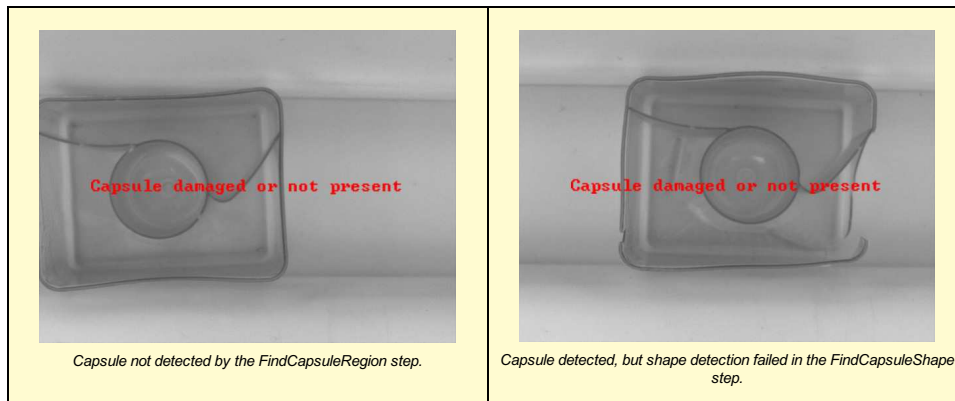 Capsule damaged or not present
Capsule damaged or not present
Capsule not detected by the FindCapsuleRegion step.
Capsule detected, but shape detection failed in the FindCapsuleShape
step.